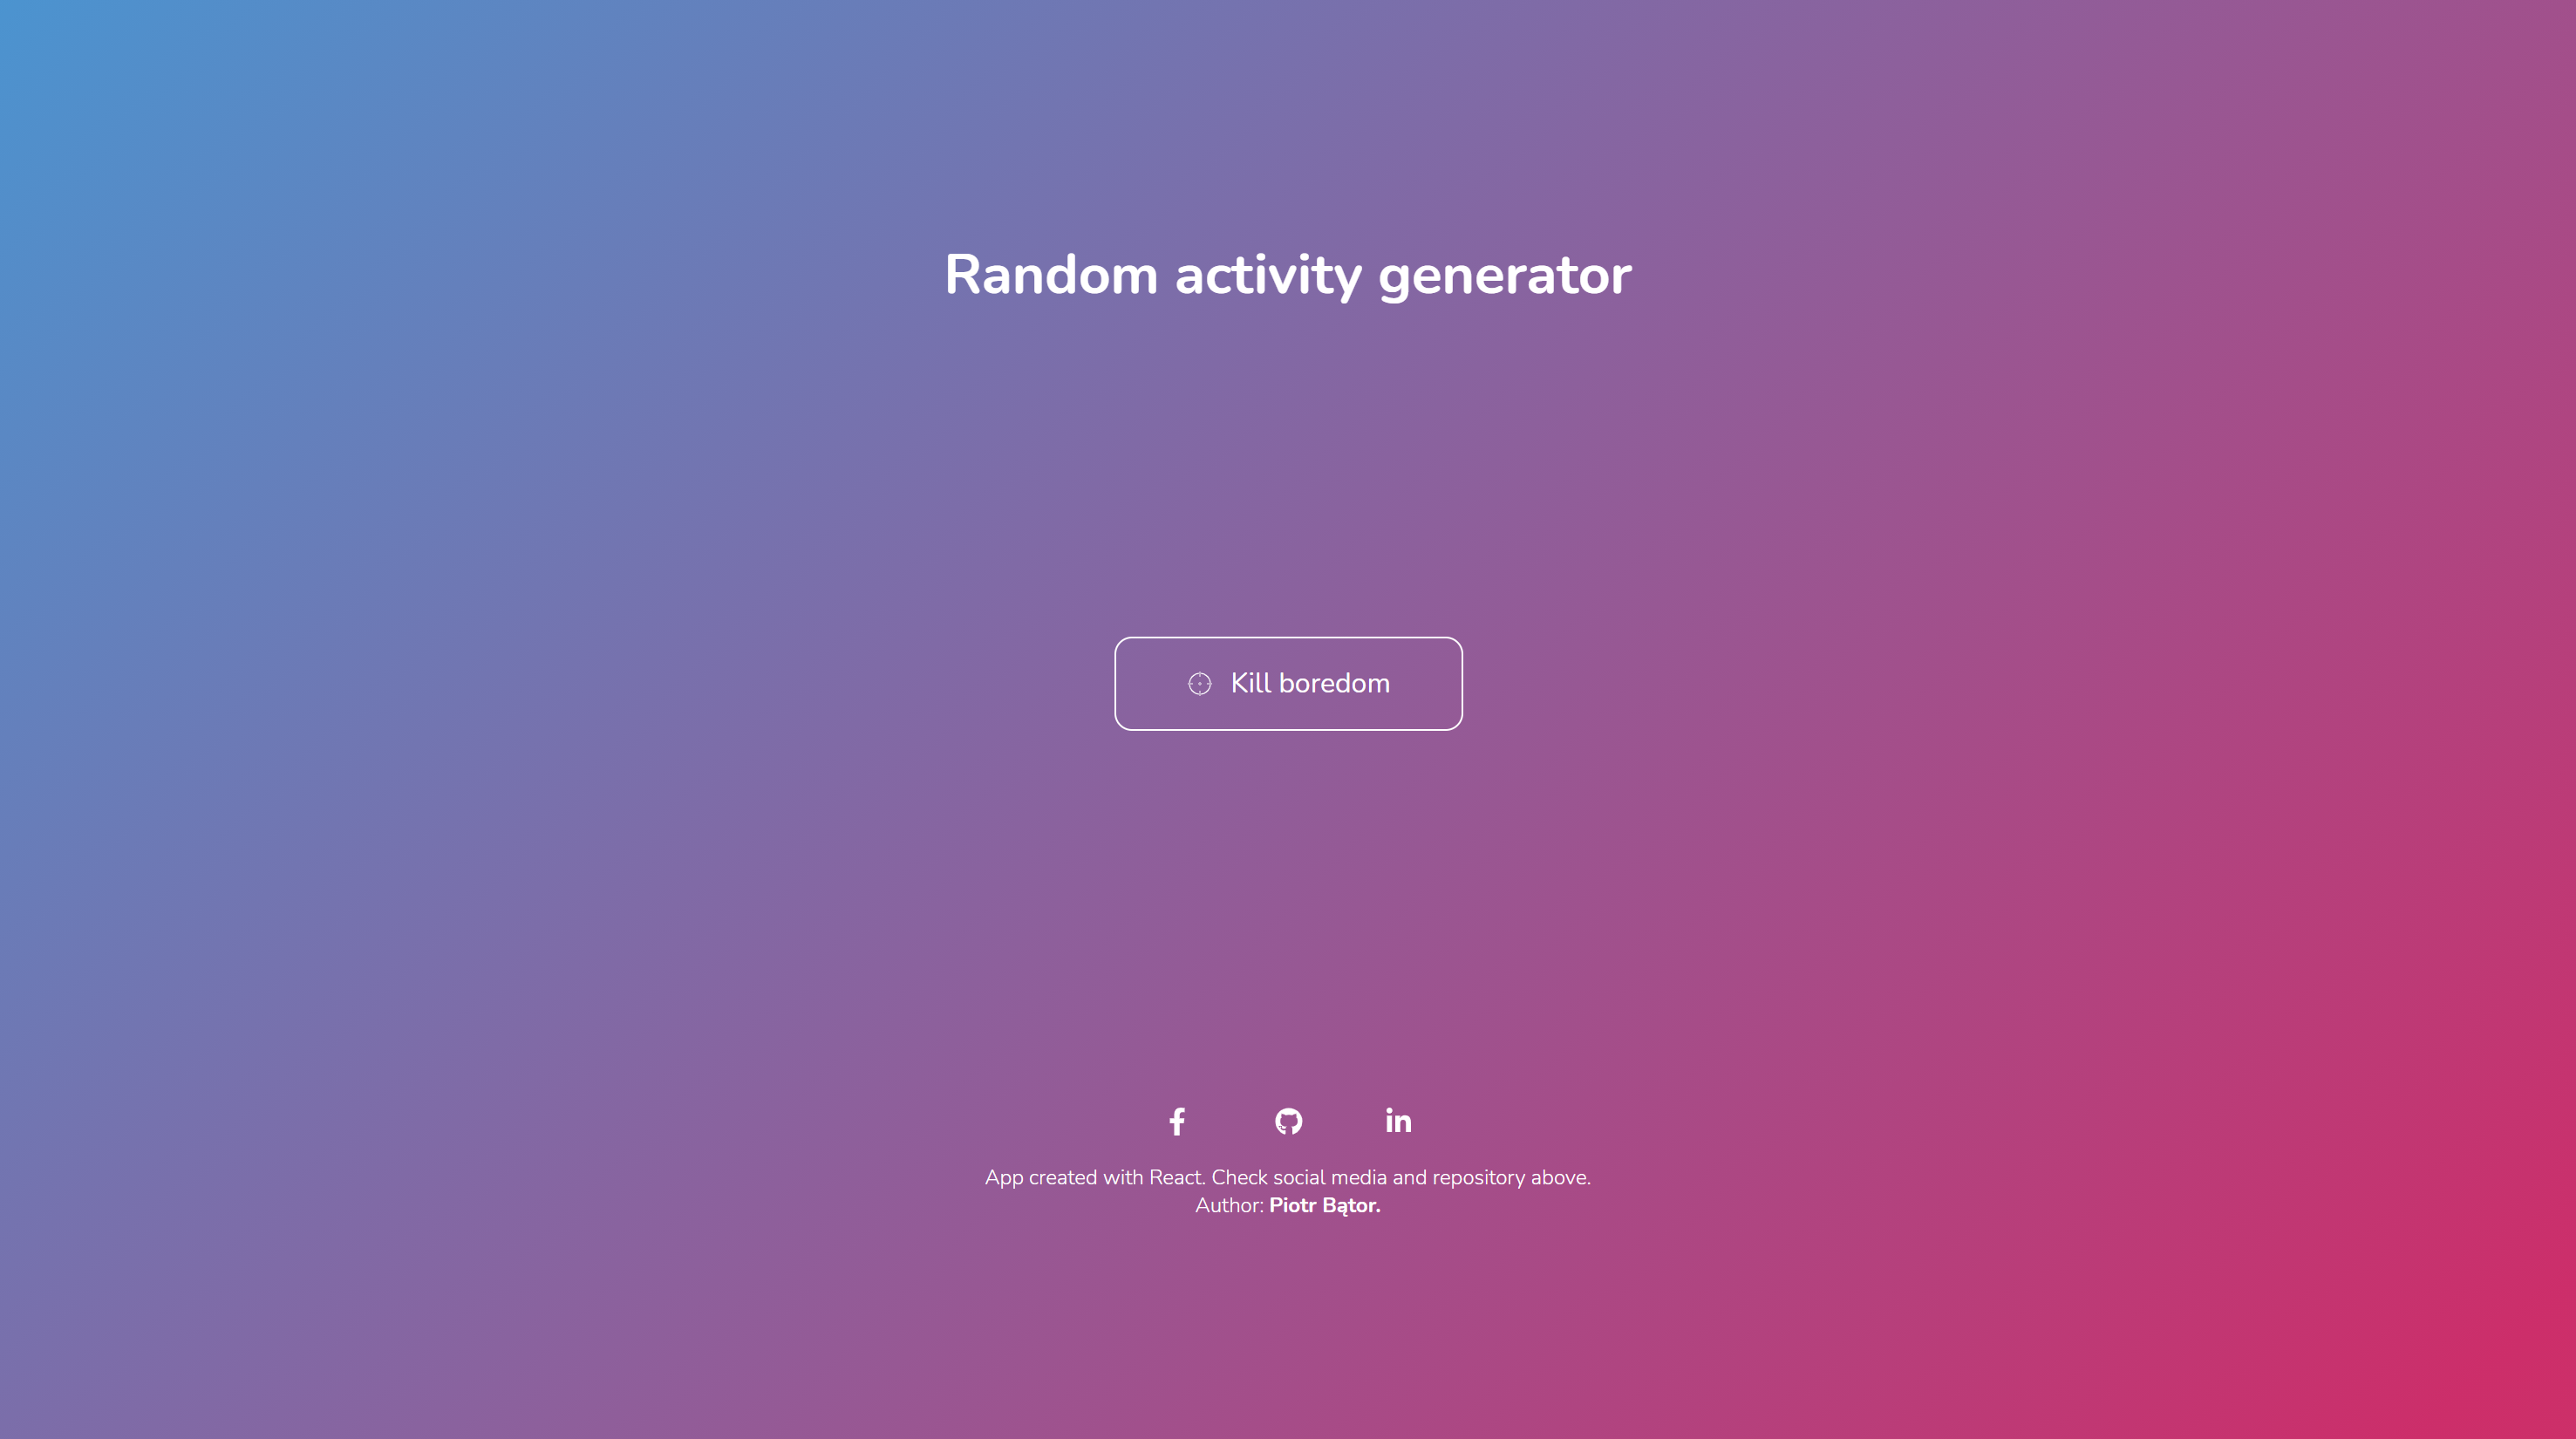 Random activity generator
Kill boredom
App created with React. Check social media and repository above.
Author: Piotr Bątor.